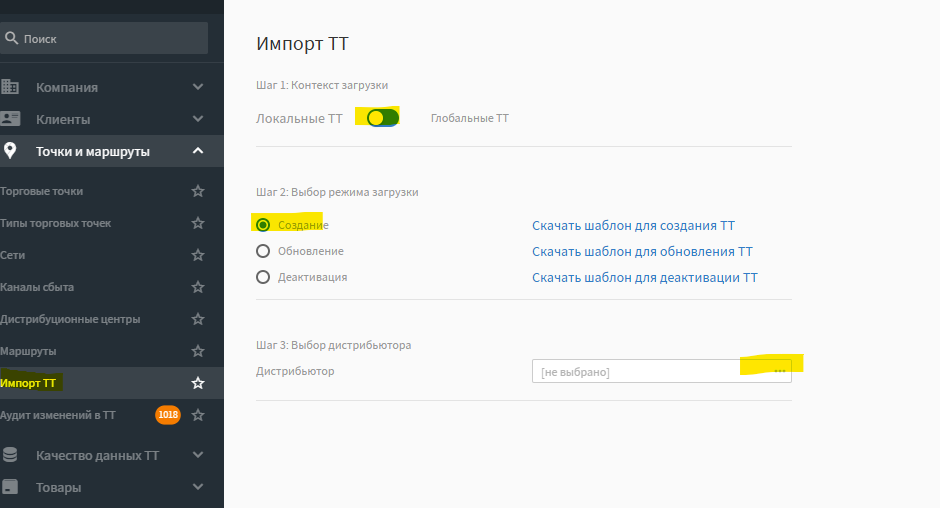 Поиск
Компания
Клиенты
Точки и маршруты
Торговые точки
Типы торговых точек
Сети
Каналы сбыта
Дистрибуционные центры
Маршруты
Импорт ТТ
Аудит изменений в ТТ 1018
Качество данных ТТ
Товары
Импорт ТТ
Шаг 1: Контекст загрузки
Локальные ТТ Глобальные ТТ
Шаг 2: Выбор режима загрузки
Создание Скачать шаблон для создания ТТ
Обновление Скачать шаблон для обновления ТТ
Деактивация Скачать шаблон для деактивации ТТ
Шаг 3: Выбор дистрибьютора
Дистрибьютор [не выбрано] ...